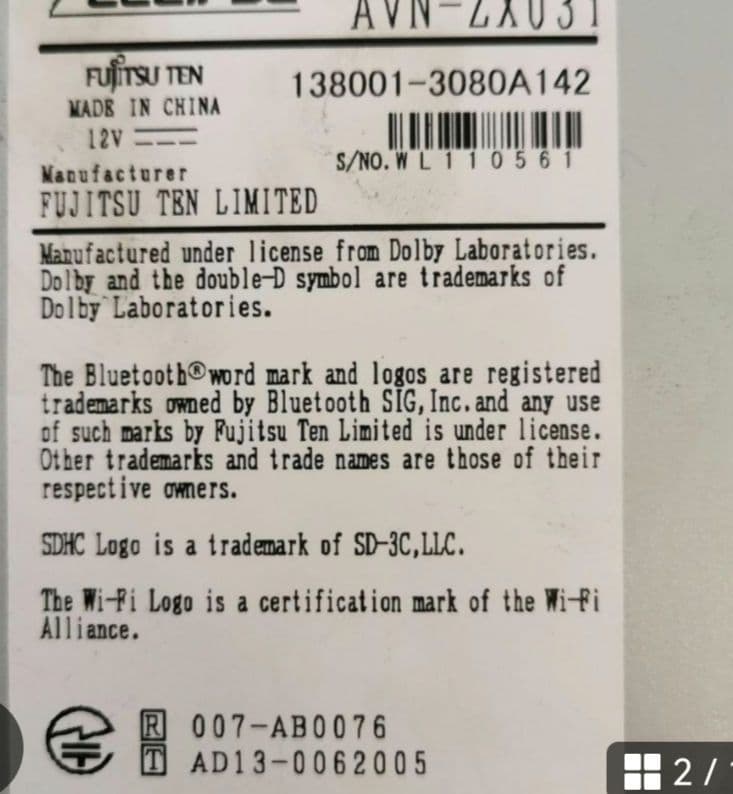 AVN-ZX03i
FUJITSU TEN
138001-3080A142
MADE IN CHINA
12V
S/NO. W L 1 1 0 5 6 1
Manufacturer
FUJITSU TEN LIMITED
Manufactured under license from Dolby Laboratories.
Dolby and the double-D symbol are trademarks of
Dolby Laboratories.
The Bluetooth® word mark and logos are registered
trademarks owned by Bluetooth SIG, Inc. and any use
of such marks by Fujitsu Ten Limited is under license.
Other trademarks and trade names are those of their
respective owners.
SDHC Logo is a trademark of SD-3C, LLC.
The Wi-Fi Logo is a certification mark of the Wi-Fi
Alliance.
R 007-AB0076
T AD13-0062005
2 /